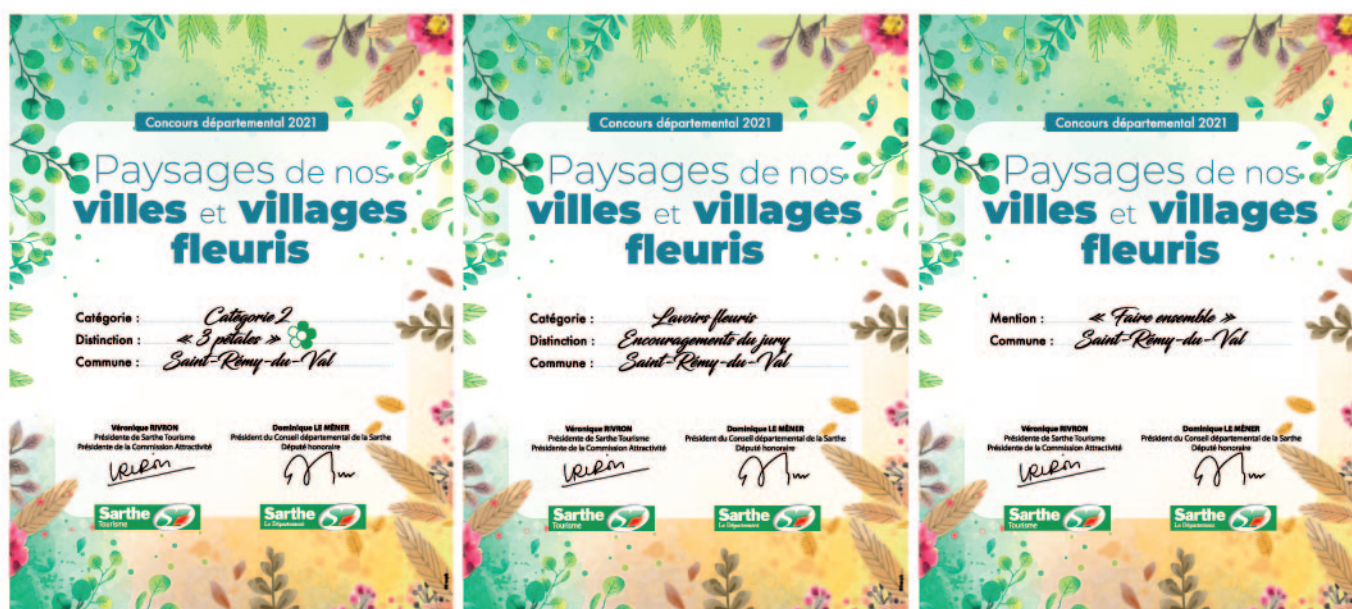 Concours départemental 2021
Paysages de nos
villes et villages
fleuris
Catégorie : Catégorie 2
Distinction : « 3 pétales »
Commune : Saint-Rémy-du-Val
Véronique RIVRON
Présidente de Sarthe Tourisme
Présidente de la Commission Attractivité
Dominique LE MÈNER
Président du Conseil départemental de la Sarthe
Député honoraire
Sarthe
Tourisme
Sarthe
Le Département
Concours départemental 2021
Paysages de nos
villes et villages
fleuris
Catégorie : Lavoirs fleuris
Distinction : Encouragements du jury
Commune : Saint-Rémy-du-Val
Véronique RIVRON
Présidente de Sarthe Tourisme
Présidente de la Commission Attractivité
Dominique LE MÈNER
Président du Conseil départemental de la Sarthe
Député honoraire
Sarthe
Tourisme
Sarthe
Le Département
Concours départemental 2021
Paysages de nos
villes et villages
fleuris
Mention : « Faire ensemble »
Commune : Saint-Rémy-du-Val
Véronique RIVRON
Présidente de Sarthe Tourisme
Présidente de la Commission Attractivité
Dominique LE MÈNER
Président du Conseil départemental de la Sarthe
Député honoraire
Sarthe
Tourisme
Sarthe
Le Département